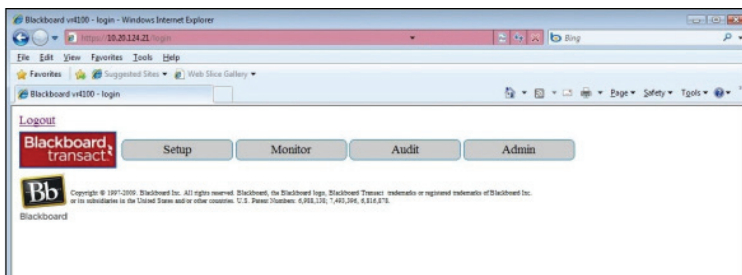 Blackboard vr4100 - login - Windows Internet Explorer
https://10.20.124.21/login
Bing
File Edit View Favorites Tools Help
Favorites Suggested Sites Web Slice Gallery
Blackboard vr4100 - login
Page Safety Tools
Logout
Blackboard
transact
Setup Monitor Audit Admin
Bb
Copyright © 1997-2009. Blackboard Inc. All rights reserved. Blackboard, the Blackboard logo, Blackboard Transact trademarks or registered trademarks of Blackboard Inc.
or its subsidiaries in the United States and/or other countries. U.S. Patent Numbers: 6,988,138; 7,493,396; 6,816,878.
Blackboard